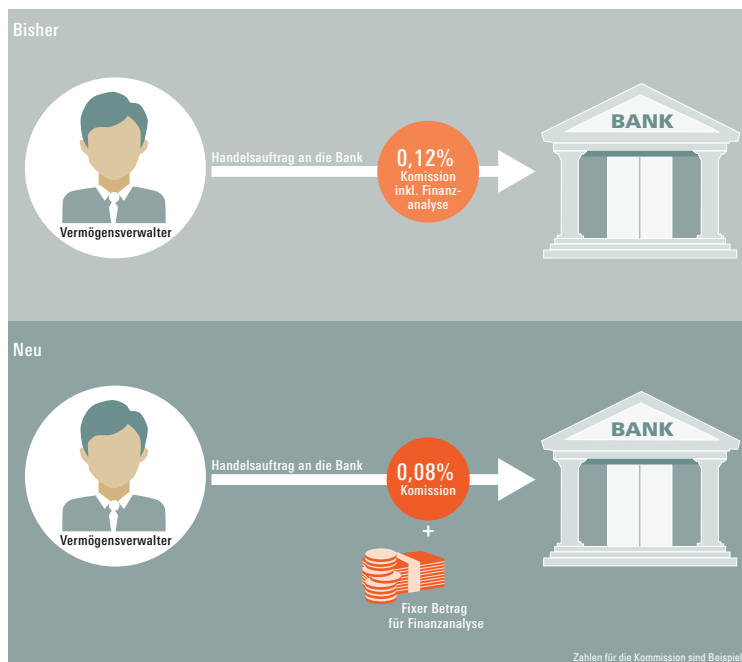 Bisher
Handelsauftrag an die Bank
0,12%
Komission
inkl. Finanz-
analyse
BANK
Vermögensverwalter
Neu
Handelsauftrag an die Bank
0,08%
Komission
BANK
Vermögensverwalter
+
Fixer Betrag
für Finanzanalyse
Zahlen für die Kommission sind Beispiel